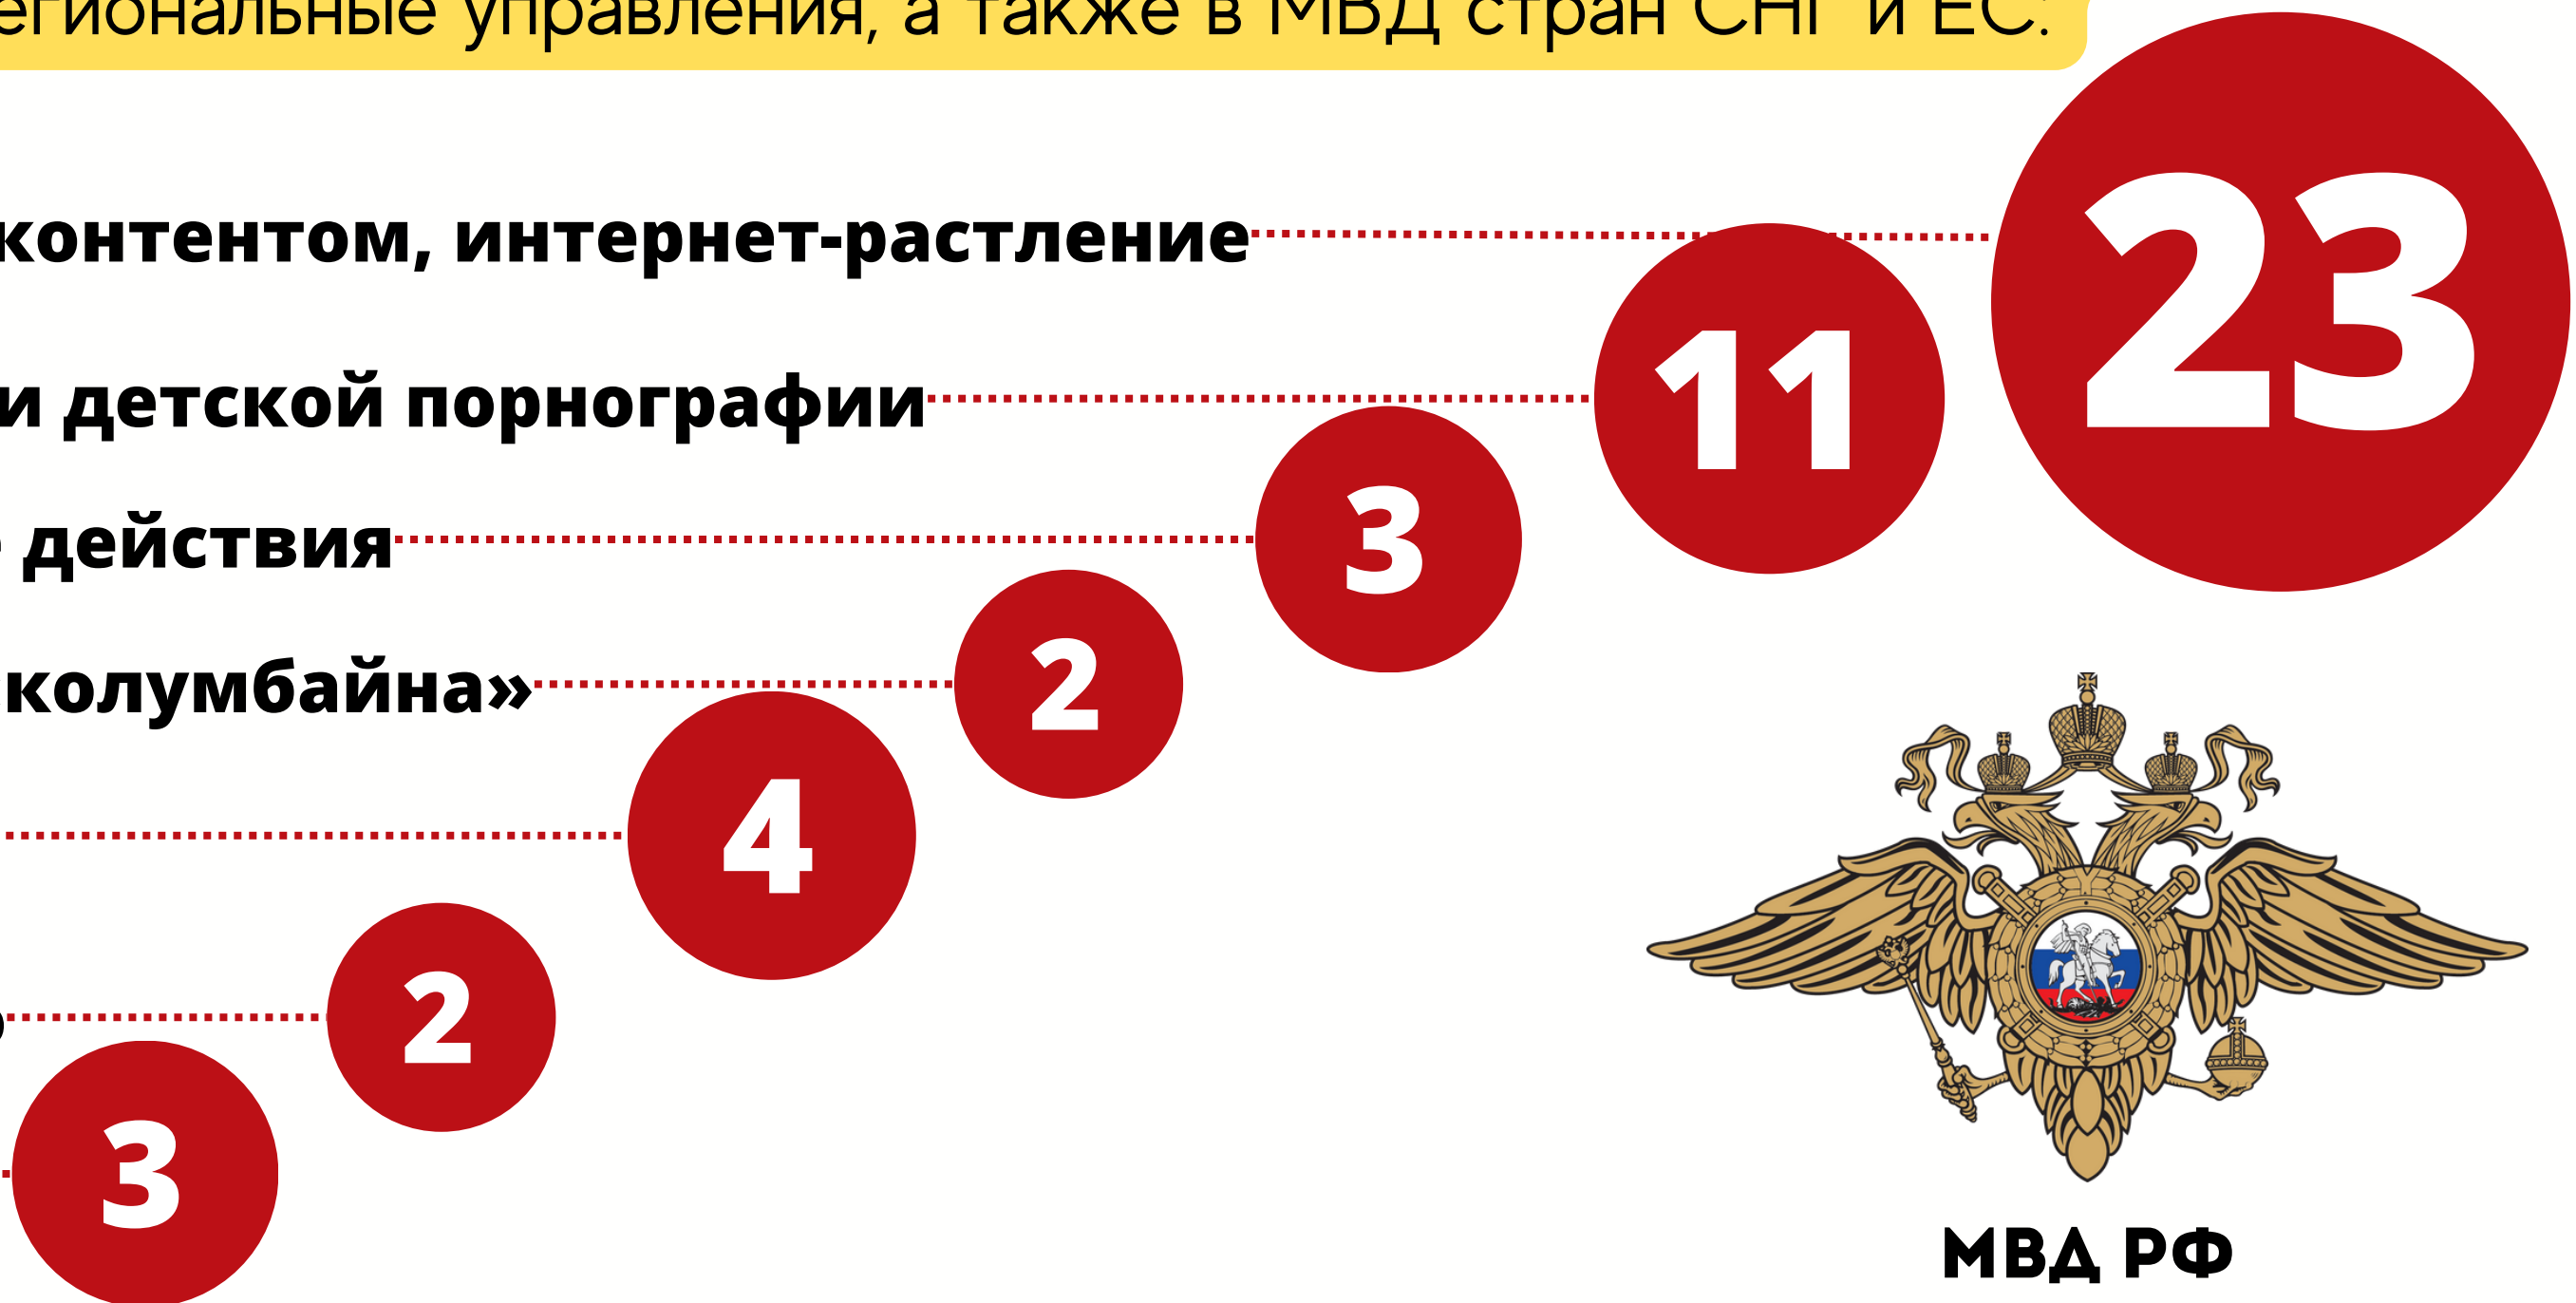 егиональные управления, а также в МВД стран СНГ и ЕС:
контентом, интернет-растление
23
и детской порнографии
11
действия
3
колумбайна»
2
4
2
3
МВД РФ